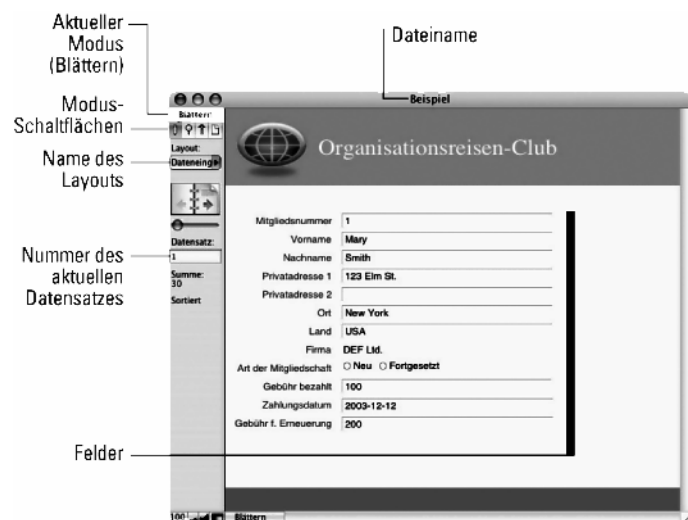 Aktueller
Modus
(Blättern)
Dateiname
Modus-
Schaltflächen
Name des
Layouts
Nummer des
aktuellen
Datensatzes
Felder
Beispiel
Blättern
Layout:
Dateneing
Datensatz:
1
Summe:
30
Sortiert
Organisationsreisen-Club
Mitgliedsnummer 1
Vorname Mary
Nachname Smith
Privatadresse 1 123 Elm St.
Privatadresse 2
Ort New York
Land USA
Firma DEF Ltd.
Art der Mitgliedschaft Neu Fortgesetzt
Gebühr bezahlt 100
Zahlungsdatum 2003-12-12
Gebühr f. Erneuerung 200
100 Blättern